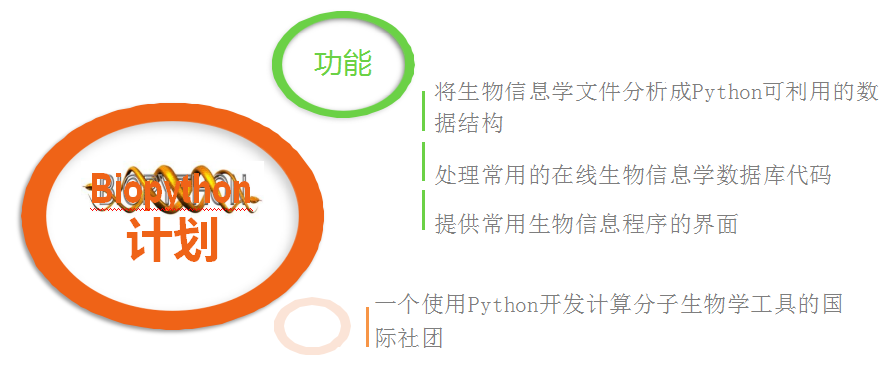 功能
将生物信息学文件分析成Python可利用的数
据结构
处理常用的在线生物信息学数据库代码
提供常用生物信息程序的界面
Biopython
计划
一个使用Python开发计算分子生物学工具的国
际社团